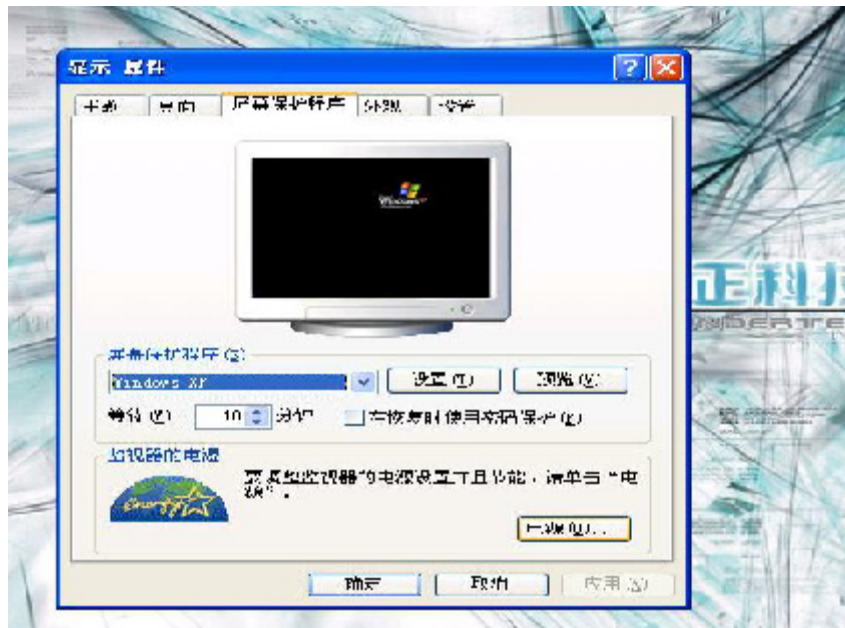 显示 属性
主题 桌面 屏幕保护程序 外观 设置
Windows
屏幕保护程序(S)
Windows XP
设置(T) 预览(V)
等待(W) 10 分钟 在恢复时使用密码保护(P)
监视器的电源
要调整监视器的电源设置并且节能,请单击“电
源”。
energy
电源(O)...
确定 取消 应用(A)
正科技